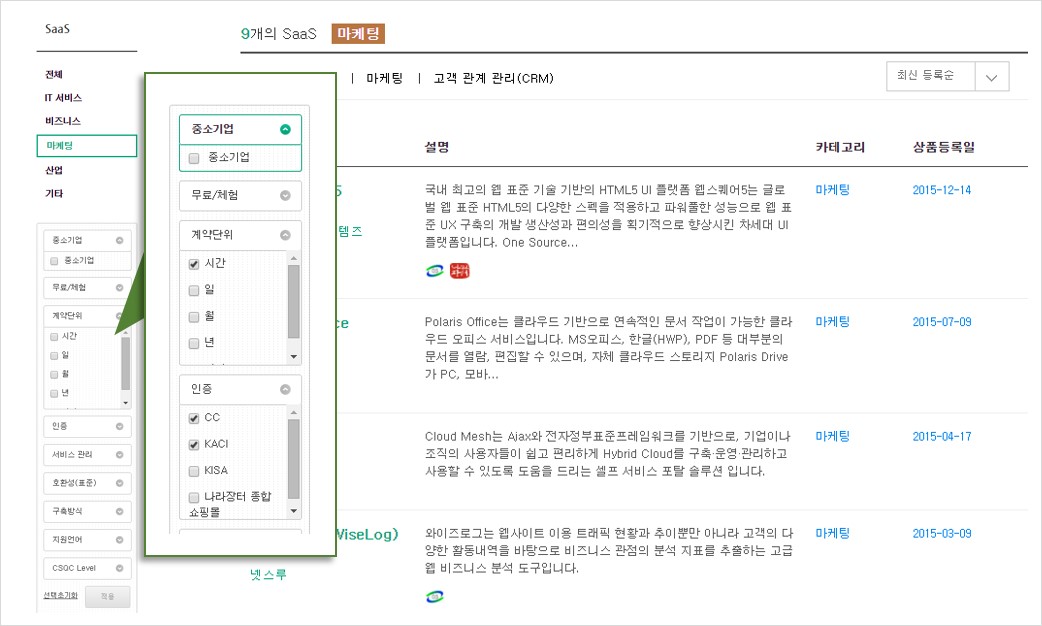 SaaS
전체
IT 서비스
비즈니스
마케팅
산업
기타
중소기업
중소기업
무료/체험
계약단위
시간
일
월
년
인증
서비스 관리
호환성(표준)
구축방식
지원언어
CSQC Level
선택초기화 적용
중소기업
중소기업
무료/체험
계약단위
시간
일
월
년
인증
CC
KACI
KISA
나라장터 종합
쇼핑몰
9개의 SaaS 마케팅
| 마케팅 | 고객 관계 관리(CRM)
최신 등록순
설명 카테고리 상품등록일
5
템즈
국내 최고의 웹 표준 기술 기반의 HTML5 UI 플랫폼 웹스퀘어5는 글로
벌 웹 표준 HTML5의 다양한 스펙을 적용하고 파워풀한 성능으로 웹 표
준 UX 구축의 개발 생산성과 편의성을 획기적으로 향상시킨 차세대 UI
플랫폼입니다. One Source...
마케팅 2015-12-14
ce
Polaris Office는 클라우드 기반으로 연속적인 문서 작업이 가능한 클라
우드 오피스 서비스입니다. MS오피스, 한글(HWP), PDF 등 대부분의
문서를 열람, 편집할 수 있으며, 자체 클라우드 스토리지 Polaris Drive
가 PC, 모바...
마케팅 2015-07-09
Cloud Mesh는 Ajax와 전자정부표준프레임워크를 기반으로, 기업이나
조직의 사용자들이 쉽고 편리하게 Hybrid Cloud를 구축·운영·관리하고
사용할 수 있도록 도움을 드리는 셀프 서비스 포탈 솔루션 입니다.
마케팅 2015-04-17
WiseLog)
넷스루
와이즈로그는 웹사이트 이용 트래픽 현황과 추이뿐만 아니라 고객의 다
양한 활동내역을 바탕으로 비즈니스 관점의 분석 지표를 추출하는 고급
웹 비즈니스 분석 도구입니다.
마케팅 2015-03-09